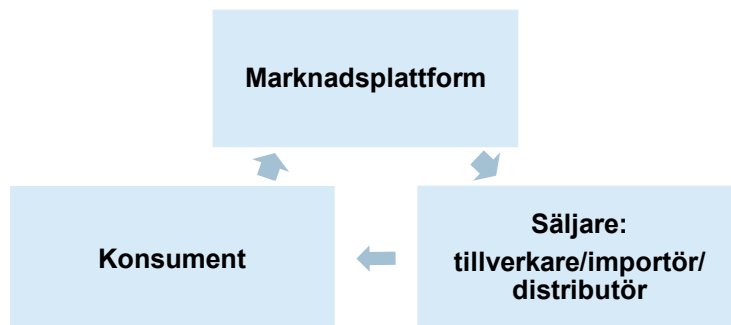 Marknadsplattform
Konsument
Säljare:
tillverkare/importör/
distributör